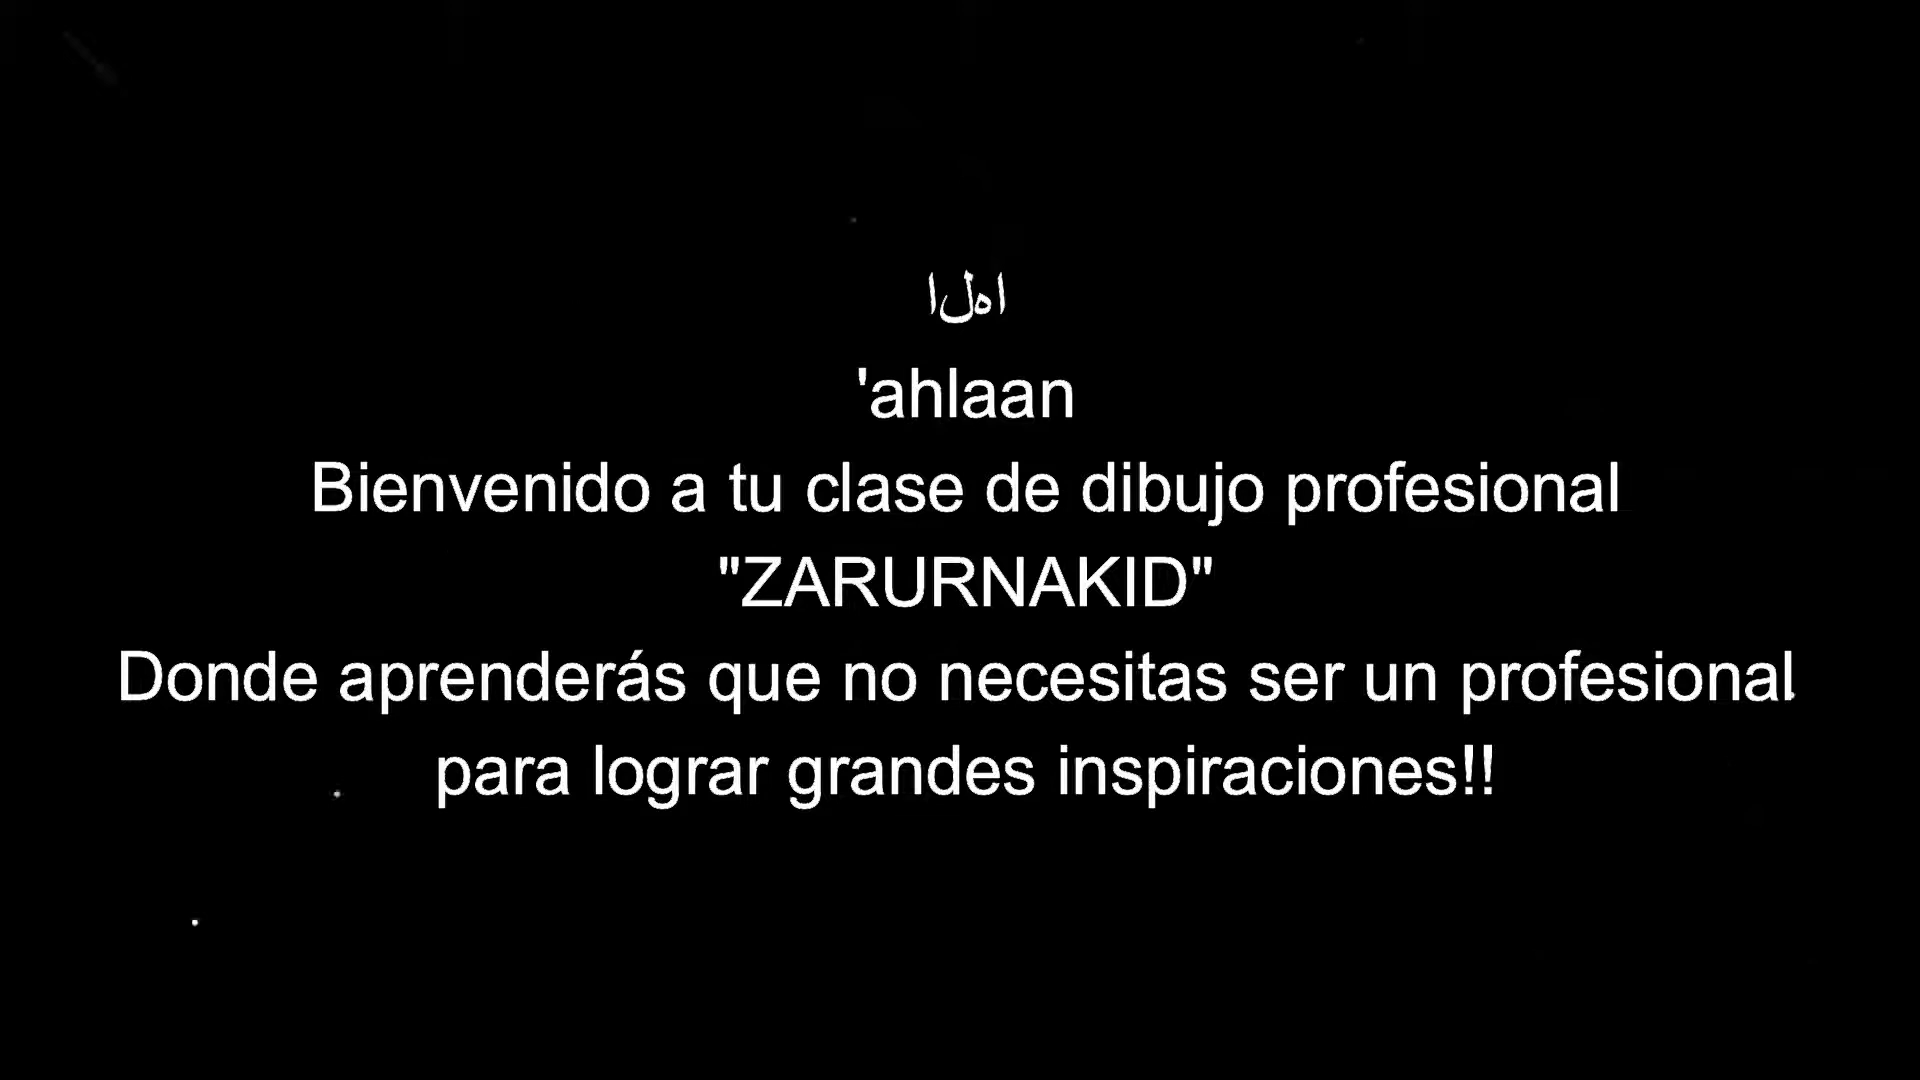 اهلا
'ahlaan
Bienvenido a tu clase de dibujo profesional
"ZARURNAKID"
Donde aprenderás que no necesitas ser un profesional
para lograr grandes inspiraciones!!